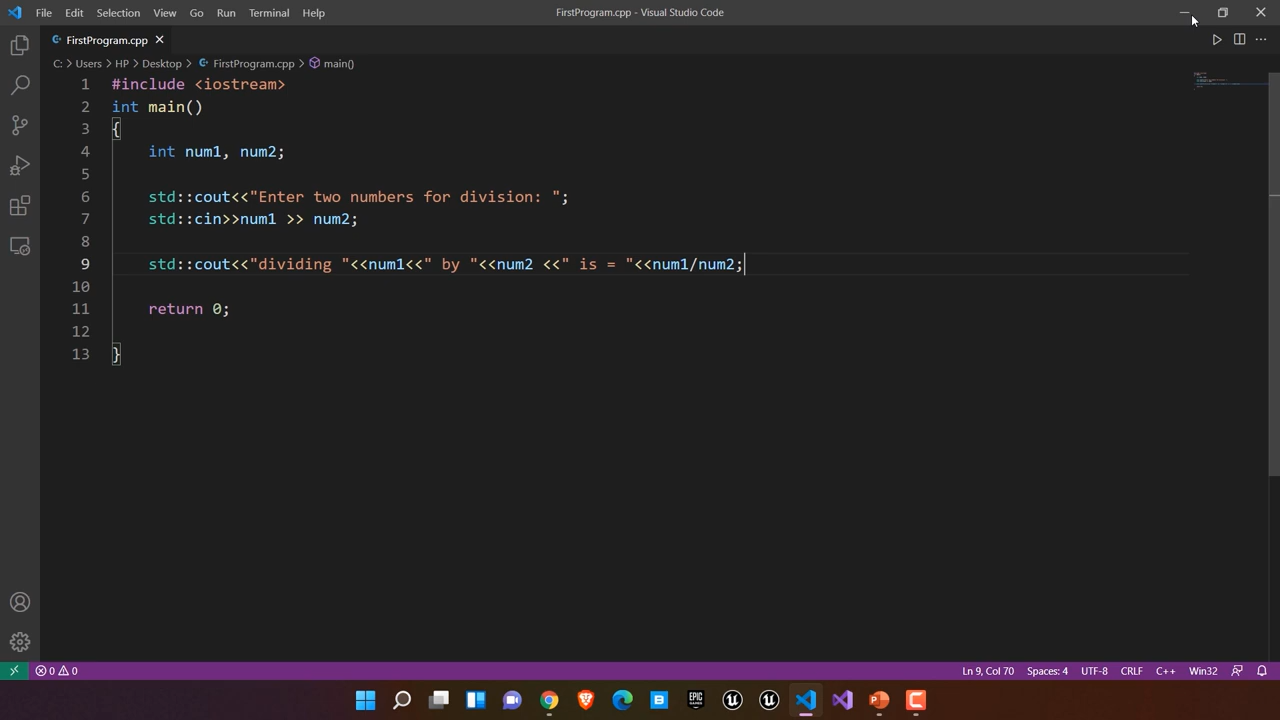 File Edit Selection View Go Run Terminal Help FirstProgram.cpp - Visual Studio Code
FirstProgram.cpp
C: > Users > HP > Desktop > FirstProgram.cpp > main()
1 #include <iostream>
2 int main()
3 {
4 int num1, num2;
5
6 std::cout<<"Enter two numbers for division: ";
7 std::cin>>num1 >> num2;
8
9 std::cout<<"dividing "<<num1<<" by "<<num2 <<" is = "<<num1/num2;
10
11 return 0;
12
13 }
0 0 Ln 9, Col 70 Spaces: 4 UTF-8 CRLF C++ Win32
EPIC GAMES